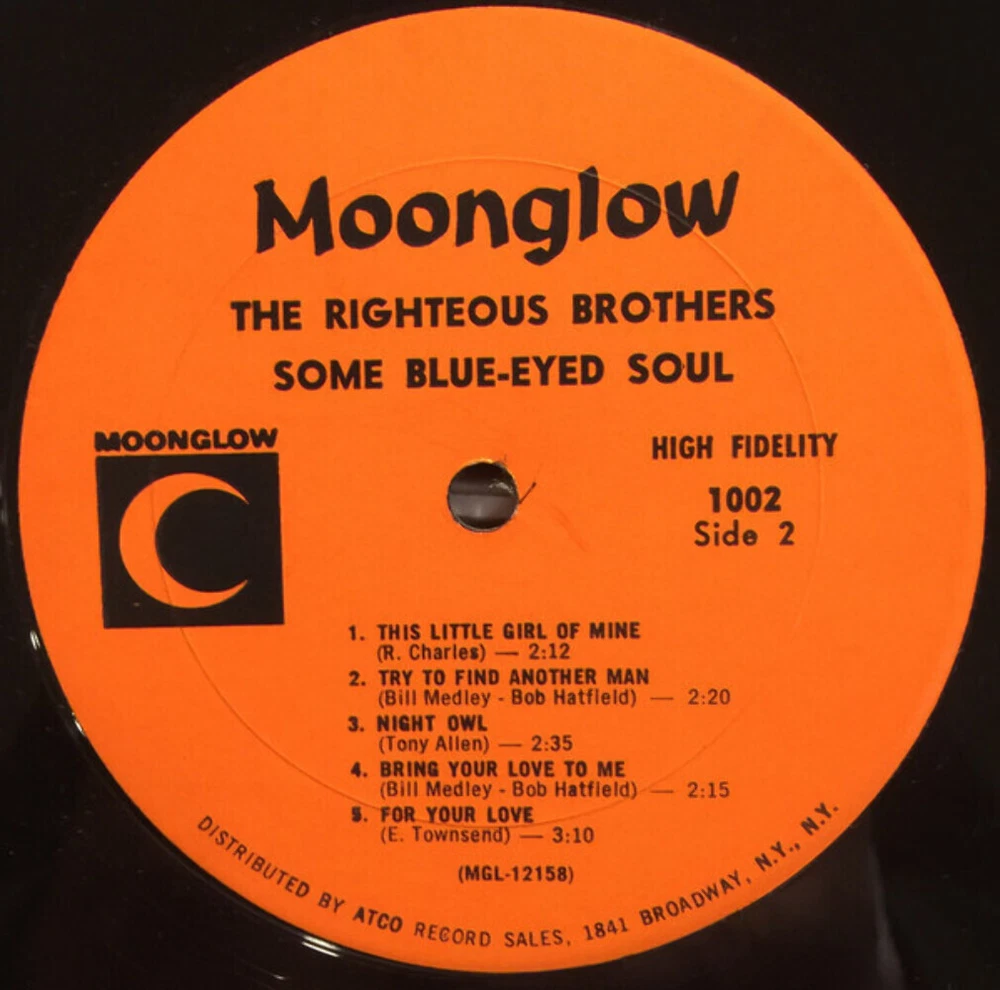 Moonglow
THE RIGHTEOUS BROTHERS
SOME BLUE-EYED SOUL
MOONGLOW
HIGH FIDELITY
1002
Side 2
1. THIS LITTLE GIRL OF MINE
(R. Charles) — 2:12
2. TRY TO FIND ANOTHER MAN
(Bill Medley - Bob Hatfield) — 2:20
3. NIGHT OWL
(Tony Allen) — 2:35
4. BRING YOUR LOVE TO ME
(Bill Medley - Bob Hatfield) — 2:15
5. FOR YOUR LOVE
(E. Townsend) — 3:10
(MGL-12158)
DISTRIBUTED BY ATCO RECORD SALES, 1841 BROADWAY, N.Y., N.Y.